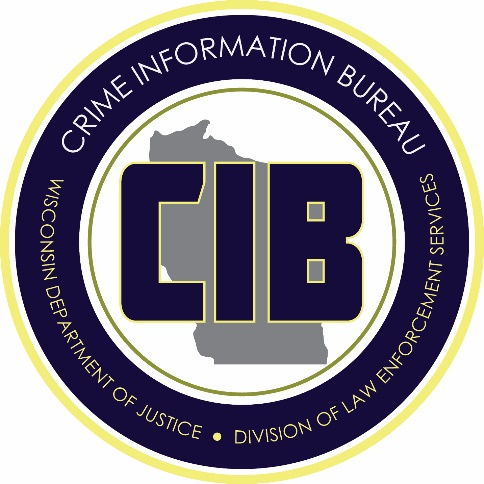 CRIME INFORMATION BUREAU
CIB
WISCONSIN DEPARTMENT OF JUSTICE • DIVISION OF LAW ENFORCEMENT SERVICES